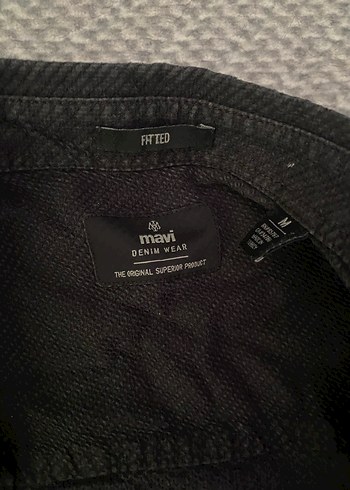 FITTED
mavi
DENIM WEAR
THE ORIGINAL SUPERIOR PRODUCT
M